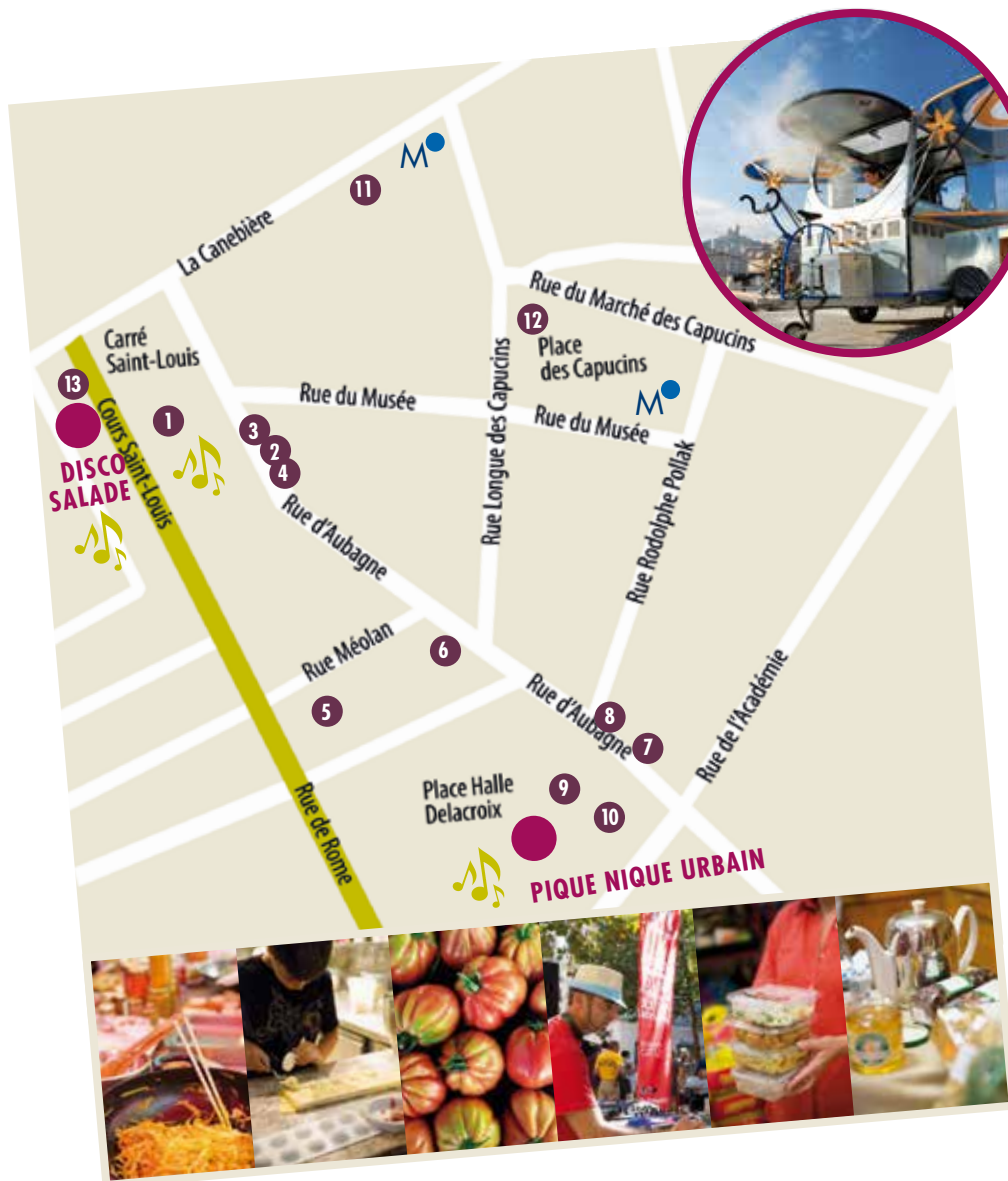 M
11
La Canebière
Rue du Marché des Capucins
12
Place
des Capucins
Carré
Saint-Louis
13
1
Cours Saint-Louis
DISCO
SALADE
Rue du Musée
Rue du Musée
M
3
2
4
Rue Longue des Capucins
Rue d'Aubagne
Rue Rodolphe Pollak
Rue Méolan
6
5
Rue d'Aubagne
8
7
Rue de l'Académie
Rue de Rome
Place Halle
Delacroix
9
10
PIQUE NIQUE URBAIN